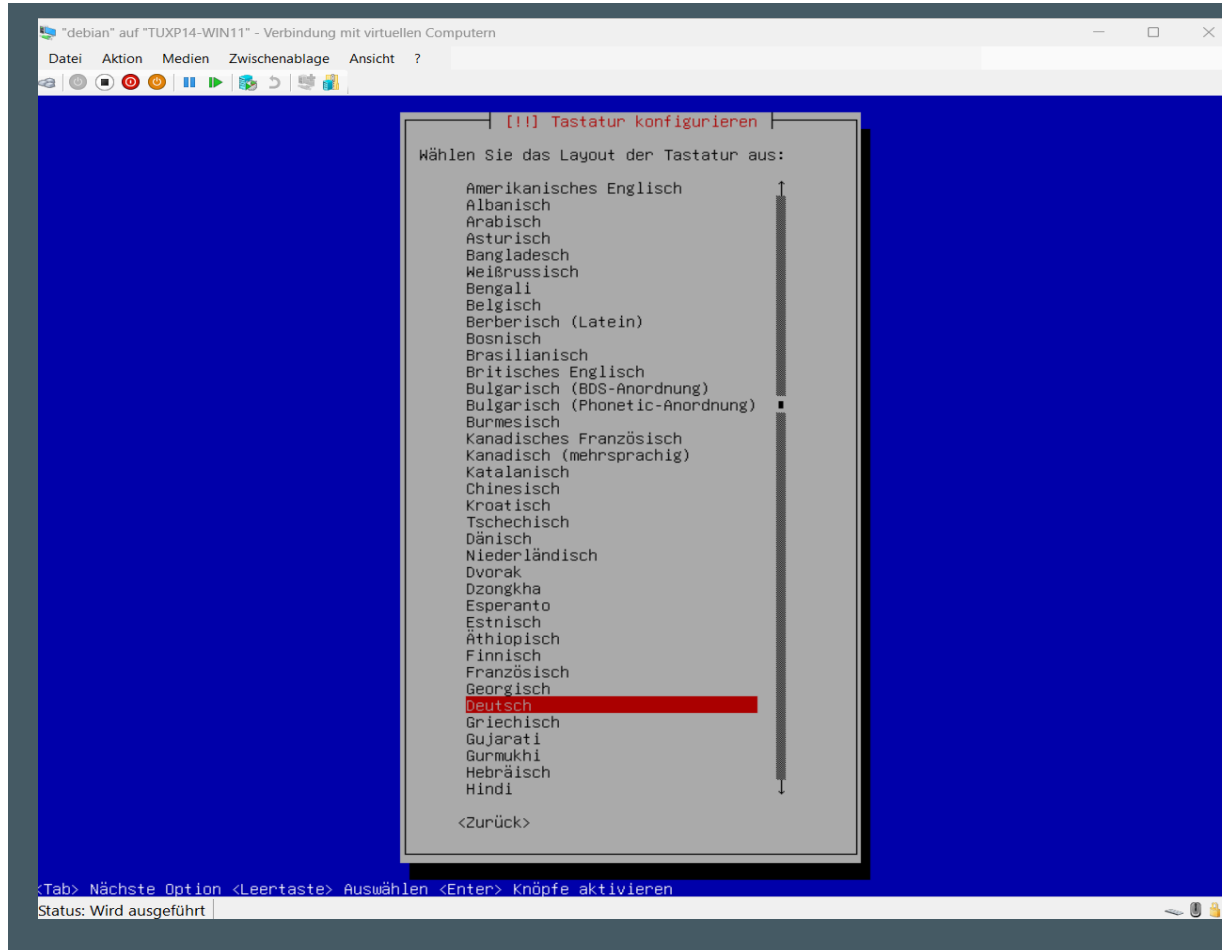 "debian" auf "TUXP14-WIN11" - Verbindung mit virtuellen Computern
Datei Aktion Medien Zwischenablage Ansicht ?
[!!] Tastatur konfigurieren
Wählen Sie das Layout der Tastatur aus:
Amerikanisches Englisch
Albanisch
Arabisch
Asturisch
Bangladesch
Weißrussisch
Bengali
Belgisch
Berberisch (Latein)
Bosnisch
Brasilianisch
Britisches Englisch
Bulgarisch (BDS-Anordnung)
Bulgarisch (Phonetic-Anordnung)
Burmesisch
Kanadisches Französisch
Kanadisch (mehrsprachig)
Katalanisch
Chinesisch
Kroatisch
Tschechisch
Dänisch
Niederländisch
Dvorak
Dzongkha
Esperanto
Estnisch
Äthiopisch
Finnisch
Französisch
Georgisch
Deutsch
Griechisch
Gujarati
Gurmukhi
Hebräisch
Hindi
<Zurück>
<Tab> Nächste Option <Leertaste> Auswählen <Enter> Knöpfe aktivieren
Status: Wird ausgeführt